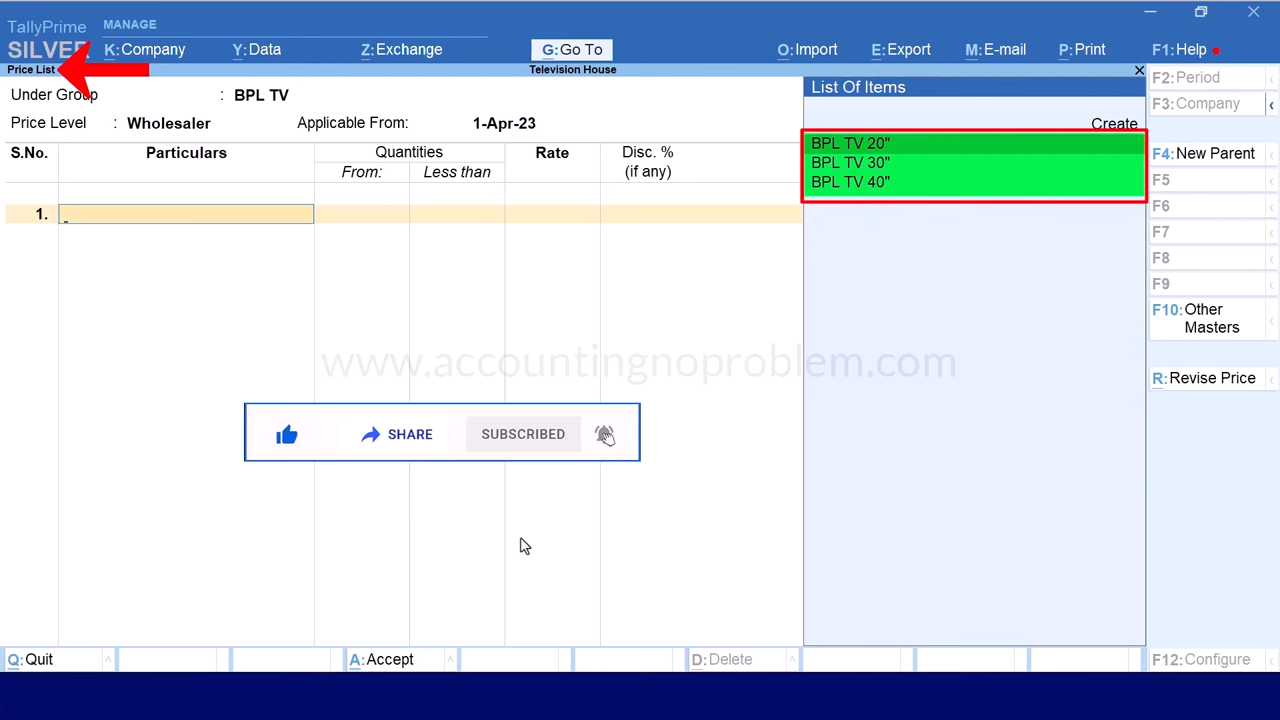 TallyPrime
MANAGE
SILVER
K:Company
Y:Data
Z:Exchange
G:Go To
O:Import
E:Export
M:E-mail
P:Print
F1:Help
Price List
Television House
Under Group : BPL TV
Price Level : Wholesaler
Applicable From: 1-Apr-23
S.No.
Particulars
Quantities
From:
Less than
Rate
Disc. %
(if any)
1.
List Of Items
Create
BPL TV 20"
BPL TV 30"
BPL TV 40"
F2:Period
F3:Company
F4:New Parent
F5
F6
F7
F8
F9
F10:Other
Masters
R:Revise Price
www.accountingnoproblem.com
SHARE
SUBSCRIBED
Q:Quit
A:Accept
D:Delete
F12:Configure